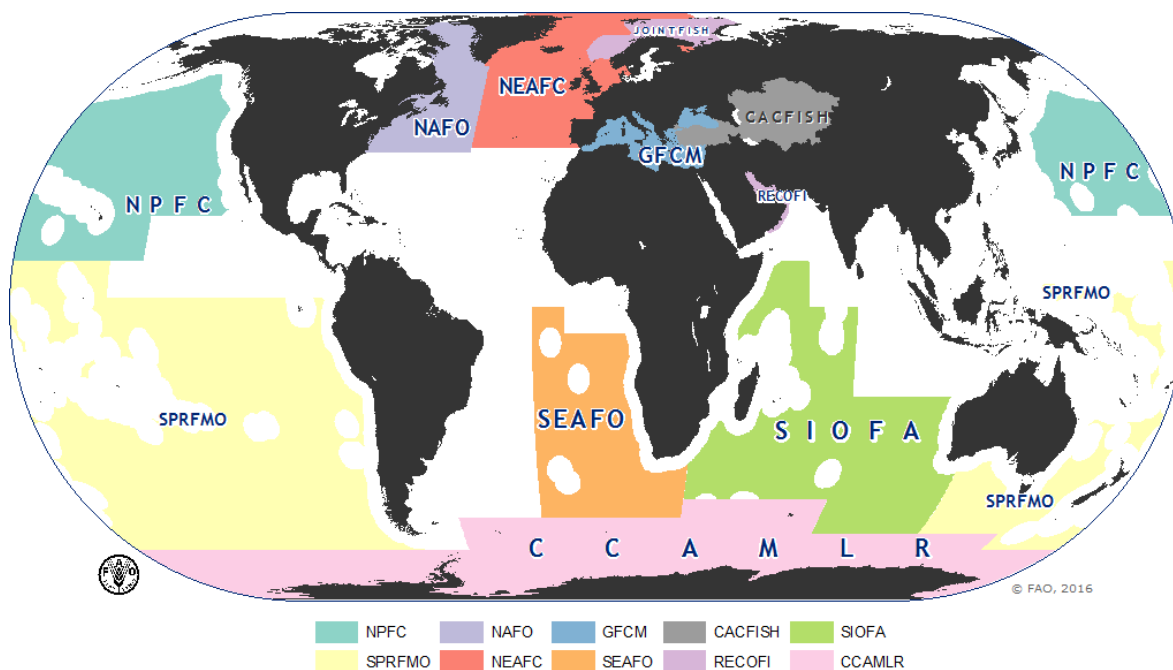 JOINTFISH
NEAFC
NAFO
CACFISH
GFCM
NPFC
NPFC
RECOFI
SPRFMO
SPRFMO
SEAFO
SIOFA
SPRFMO
CCAMLR
FAO
© FAO, 2016
NPFC NAFO GFCM CACFISH SIOFA
SPRFMO NEAFC SEAFO RECOFI CCAMLR